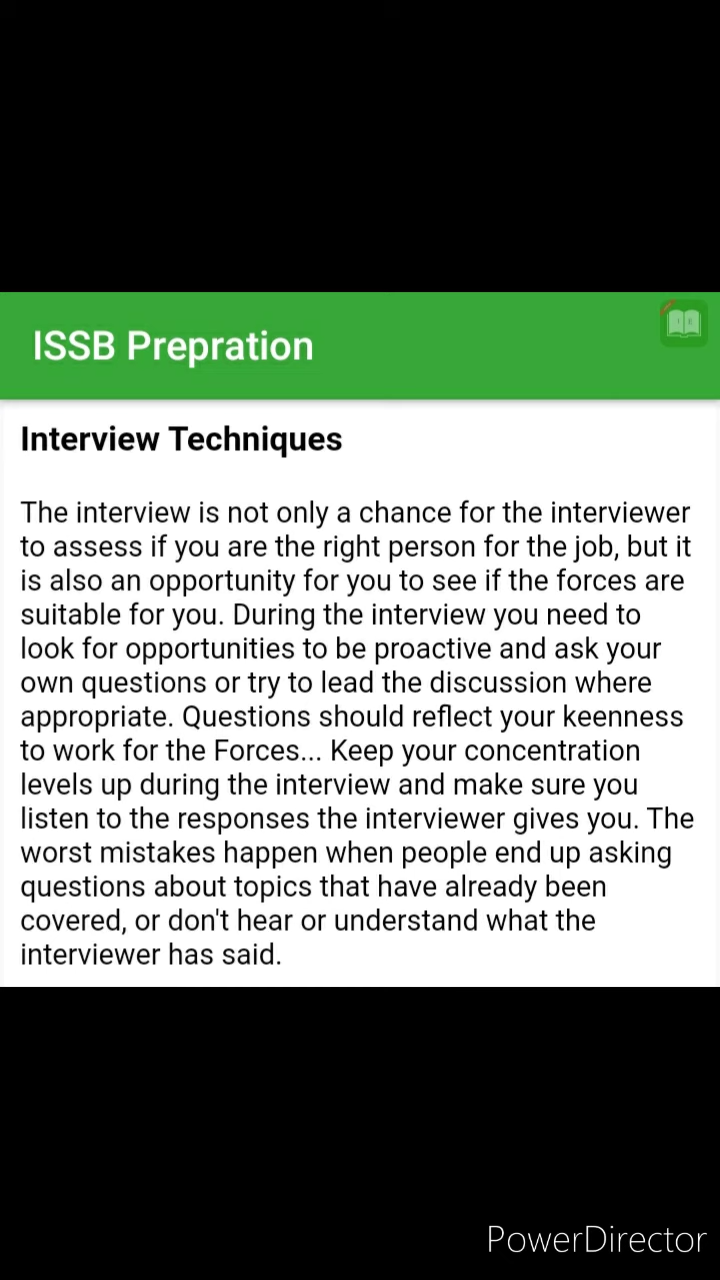 ISSB Prepration
Interview Techniques
The interview is not only a chance for the interviewer
to assess if you are the right person for the job, but it
is also an opportunity for you to see if the forces are
suitable for you. During the interview you need to
look for opportunities to be proactive and ask your
own questions or try to lead the discussion where
appropriate. Questions should reflect your keenness
to work for the Forces... Keep your concentration
levels up during the interview and make sure you
listen to the responses the interviewer gives you. The
worst mistakes happen when people end up asking
questions about topics that have already been
covered, or don't hear or understand what the
interviewer has said.
PowerDirector